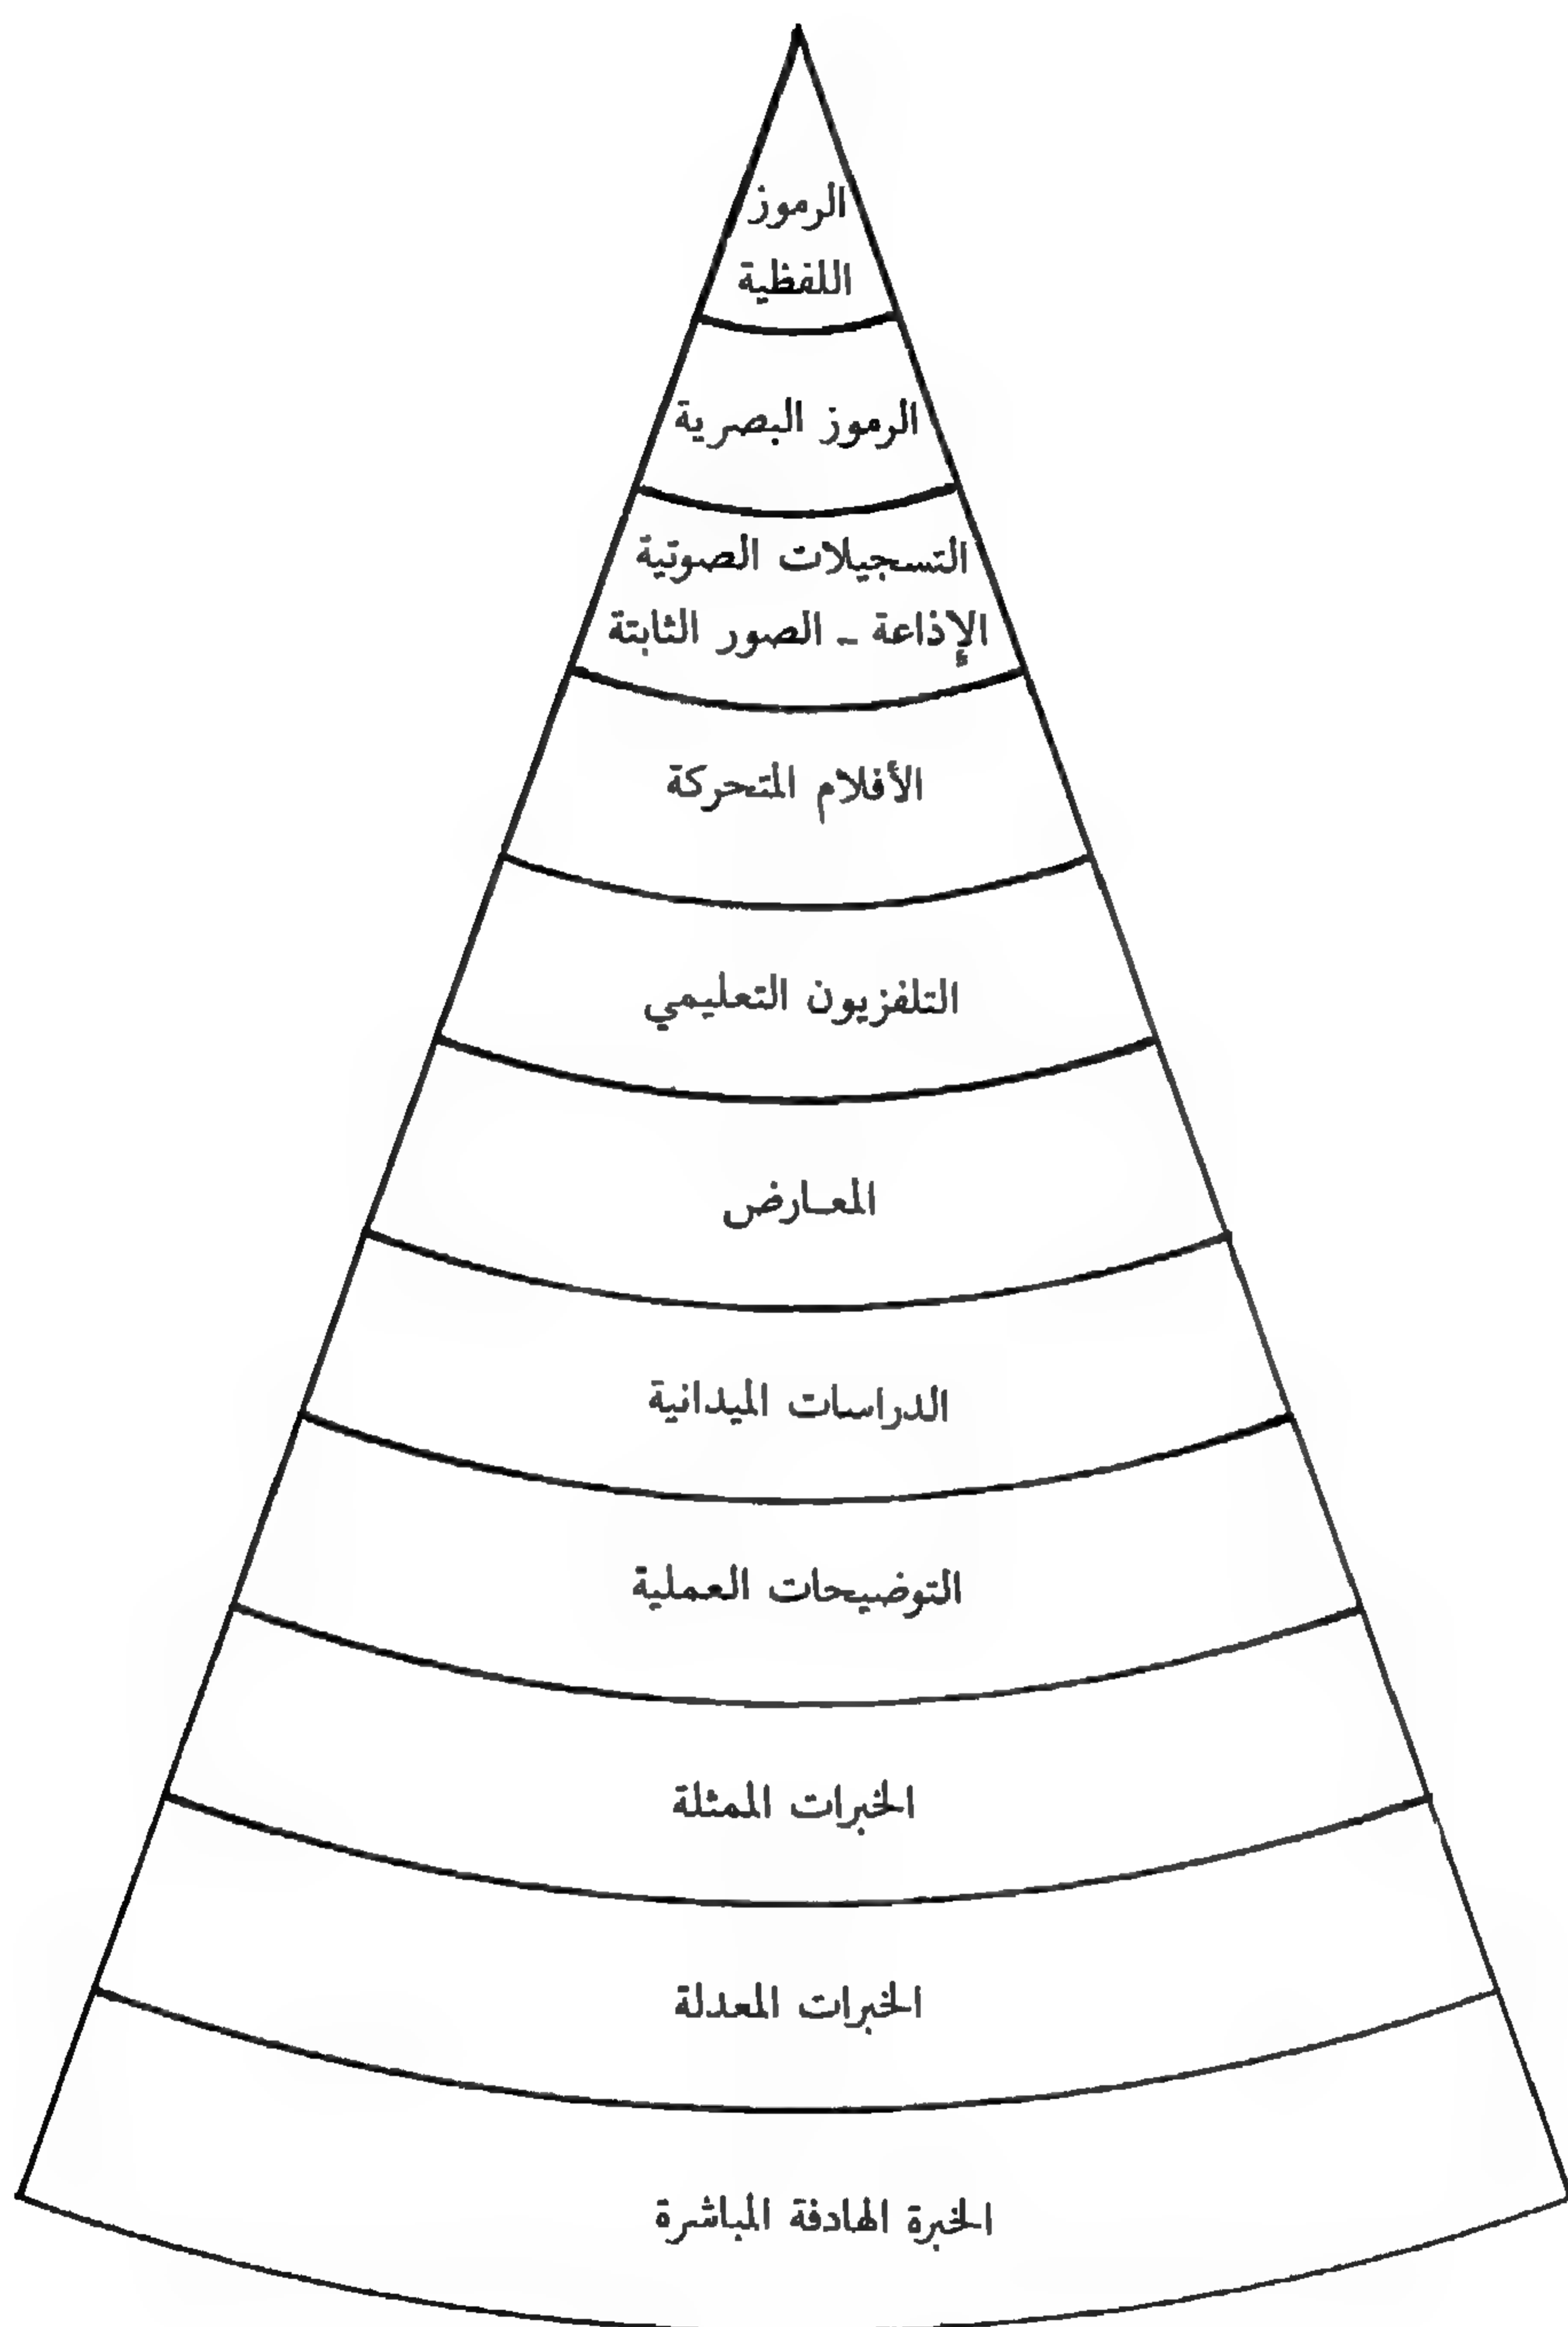 الرموز
اللفظية
الرموز البصرية
التسجيلات الصوتية
الإذاعة - الصور الثابتة
الأفلام المتحركة
التلفزيون التعليمي
المعارض
الدراسات الميدانية
التوضيحات العملية
الخبرات الممثلة
الخبرات المعدلة
الخبرة الهادفة المباشرة